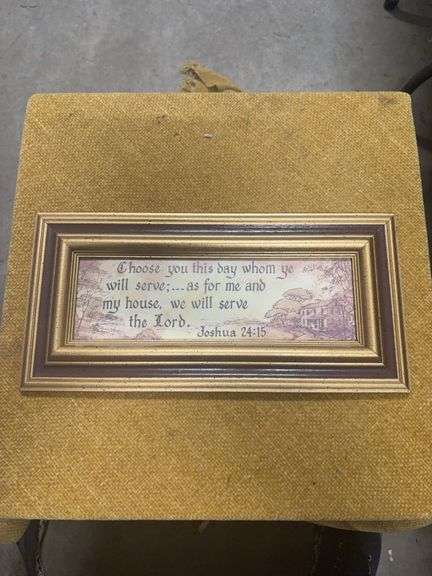 Choose you this day whom ye
will serve;...as for me and
my house, we will serve
the Lord.
Joshua 24:15